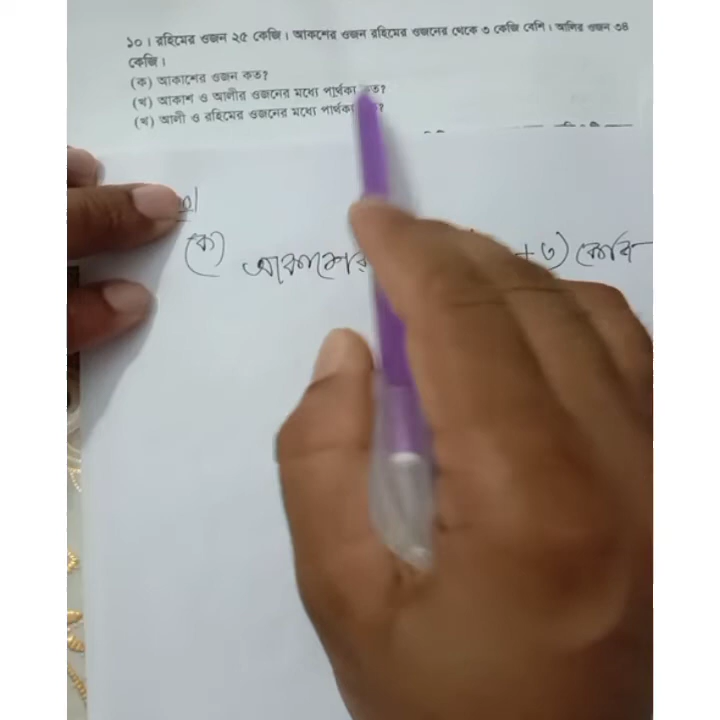 ১০। রহিমের ওজন ২৫ কেজি। আকাশের ওজন রহিমের ওজনের থেকে ৩ কেজি বেশি। আলির ওজন ৩৪
কেজি।
(ক) আকাশের ওজন কত?
(খ) আকাশ ও আলীর ওজনের মধ্যে পার্থক্য কত?
(খ) আলী ও রহিমের ওজনের মধ্যে পার্থক্য
(ক) আকাশের + ৩) কেজি